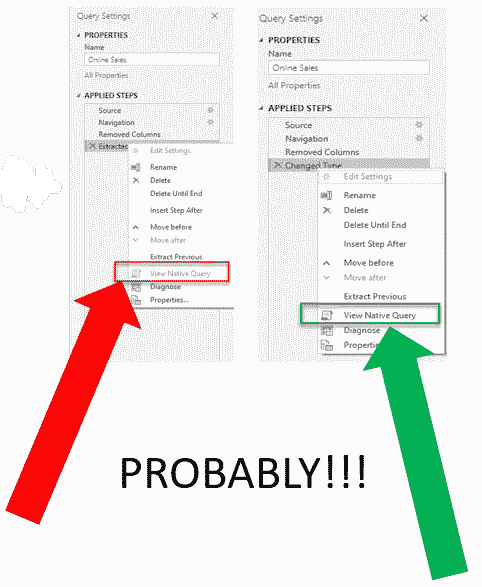 Query Settings
PROPERTIES
Name
Online Sales
All Properties
APPLIED STEPS
Source
Navigation
Removed Columns
Extracted
Edit Settings
Rename
Delete
Delete Until End
Insert Step After
Move before
Move after
Extract Previous
View Native Query
Diagnose
Properties...
Query Settings
PROPERTIES
Name
Online Sales
All Properties
APPLIED STEPS
Source
Navigation
Removed Columns
Changed Type
Edit Settings
Rename
Delete
Delete Until End
Insert Step After
Move before
Move after
Extract Previous
View Native Query
Diagnose
Properti
PROBABLY!!!